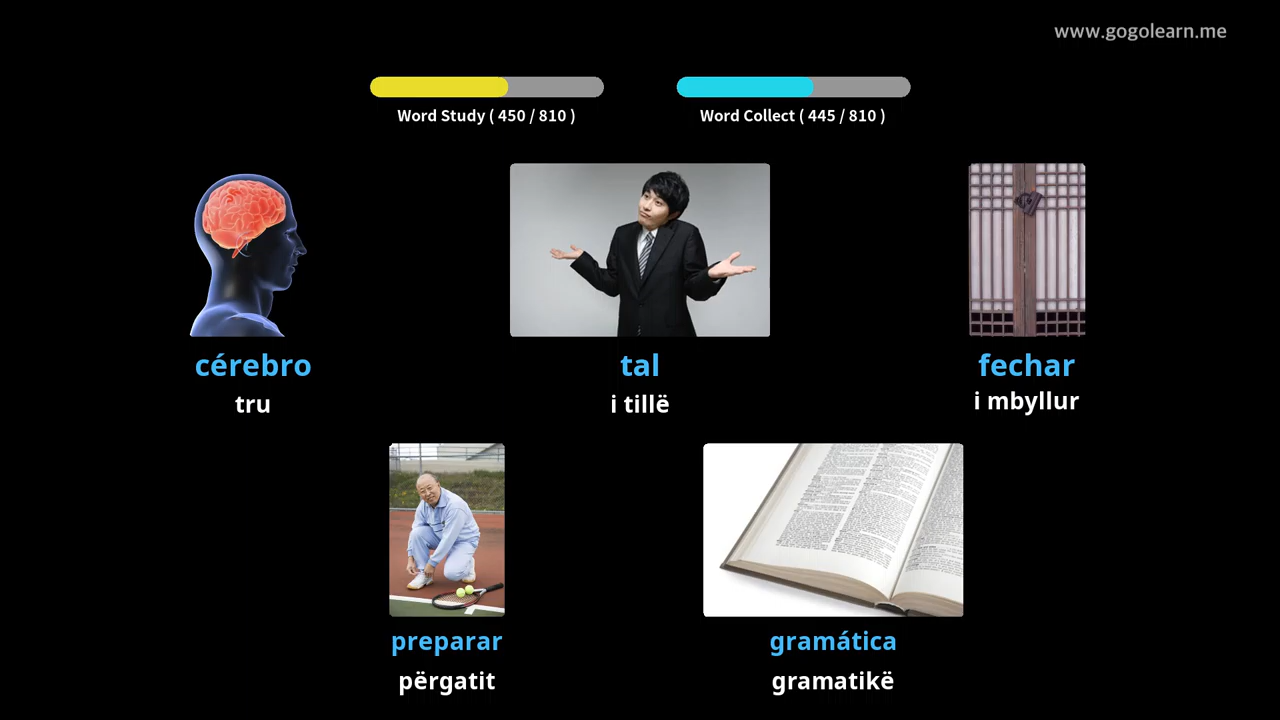 www.gogolearn.me
Word Study ( 450 / 810 )
Word Collect ( 445 / 810 )
cérebro
tru
tal
i tillë
fechar
i mbyllur
preparar
përgatit
gramática
gramatikë